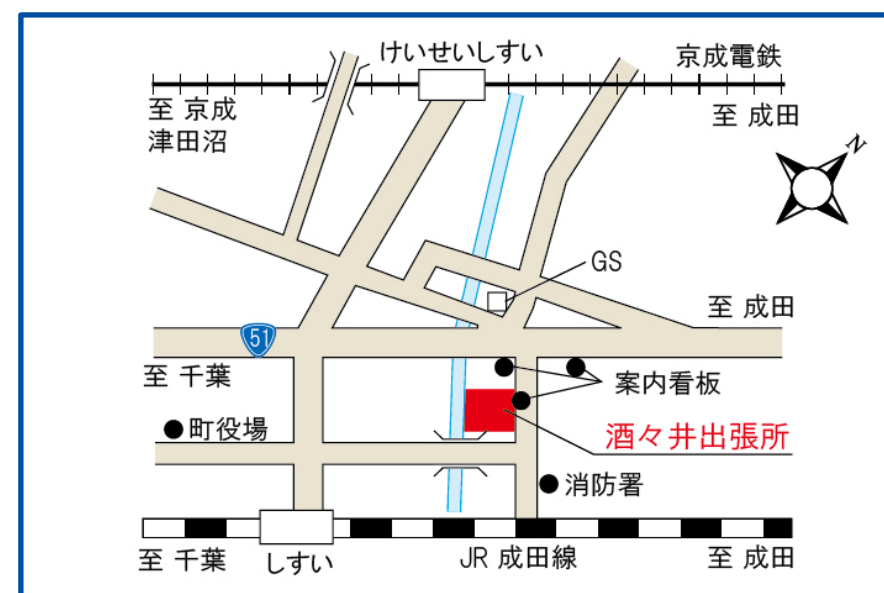 けいせいしすい
京成電鉄
至 京成
津田沼
至 成田
N
GS
至 成田
51
至 千葉
案内看板
町役場
酒々井出張所
消防署
至 千葉
しすい
JR 成田線
至 成田